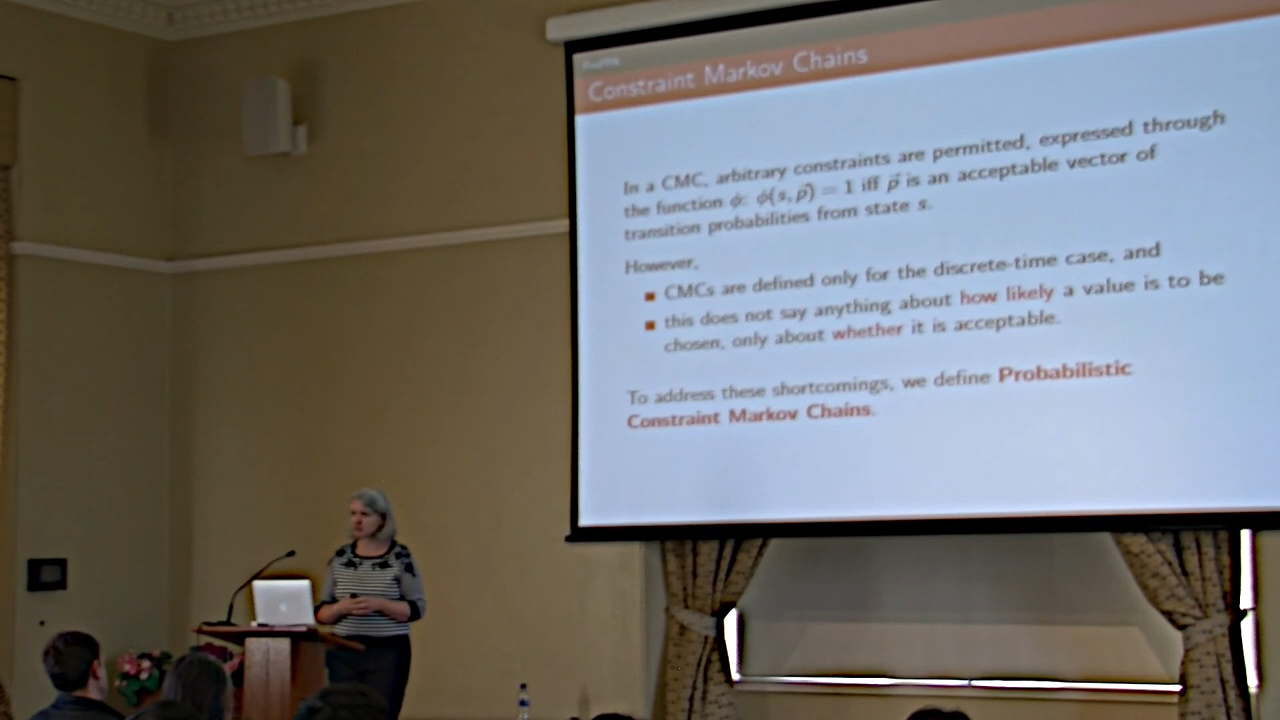 ProPPA
Constraint Markov Chains
In a CMC, arbitrary constraints are permitted, expressed through
the function ϕ: ϕ(s, p⃗) = 1 iff p⃗ is an acceptable vector of
transition probabilities from state s.
However,
CMCs are defined only for the discrete-time case, and
this does not say anything about how likely a value is to be
chosen, only about whether it is acceptable.
To address these shortcomings, we define Probabilistic
Constraint Markov Chains.